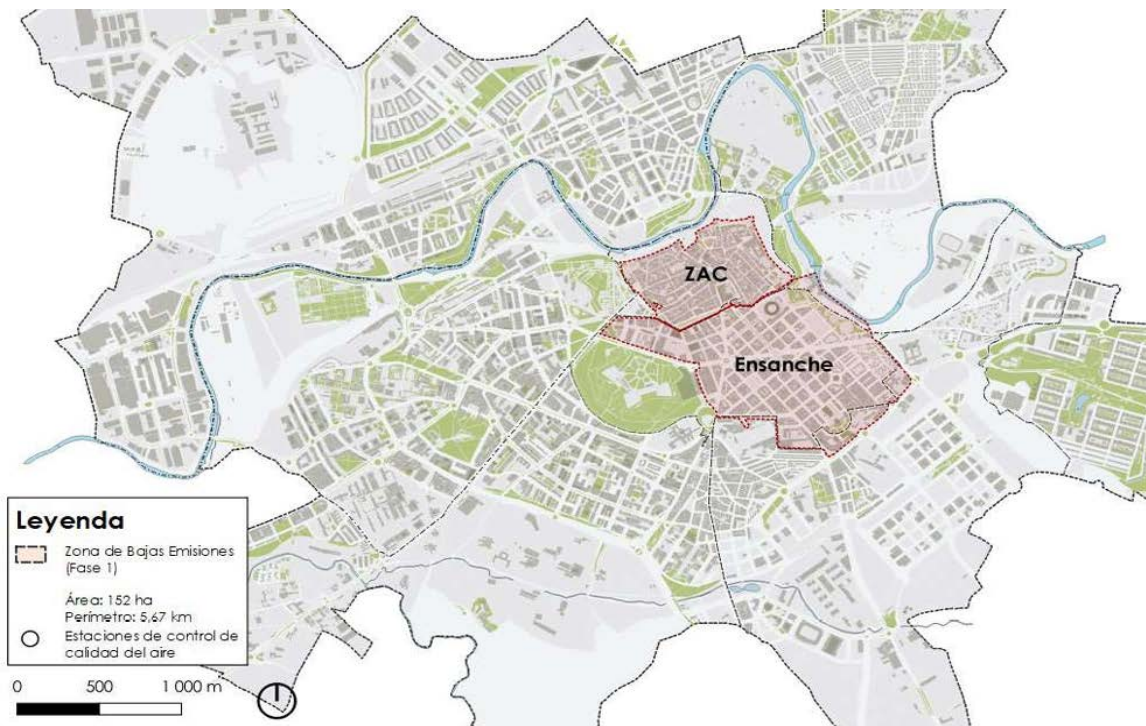 ZAC
Ensanche
Leyenda
Zona de Bajas Emisiones
(Fase 1)
Área: 152 ha
Perímetro: 5,67 km
Estaciones de control de
calidad del aire
0 500 1 000 m